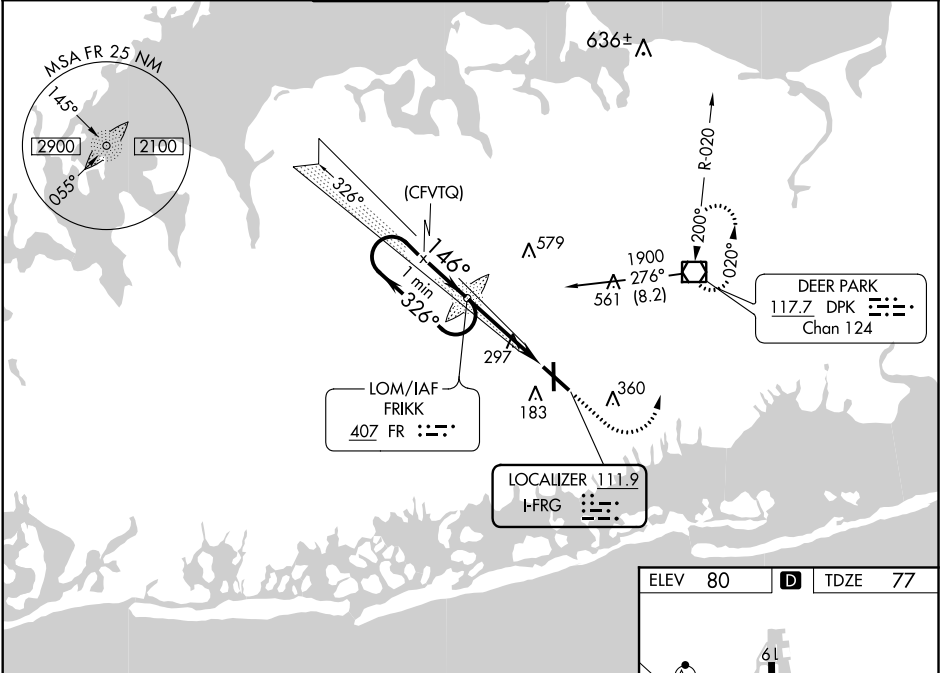 MSA FR 25 NM
145°
2900
2100
055°
636±
R-020
326°
(CFVTQ)
146°
1 min
326°
579
200°
020°
1900
276°
(8.2)
561
DEER PARK
117.7 DPK
Chan 124
297
183
360
LOM/IAF
FRIKK
407 FR
LOCALIZER 111.9
I-FRG
ELEV 80 D TDZE 77
19